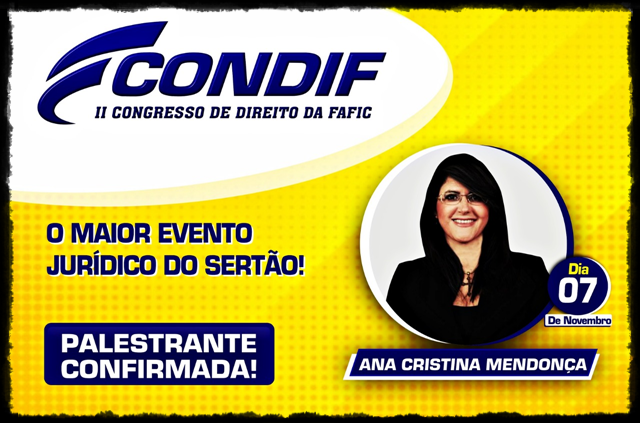 CONDIF
II CONGRESSO DE DIREITO DA FAFIC
O MAIOR EVENTO
JURÍDICO DO SERTÃO!
PALESTRANTE
CONFIRMADA!
Dia
07
De Novembro
ANA CRISTINA MENDONÇA